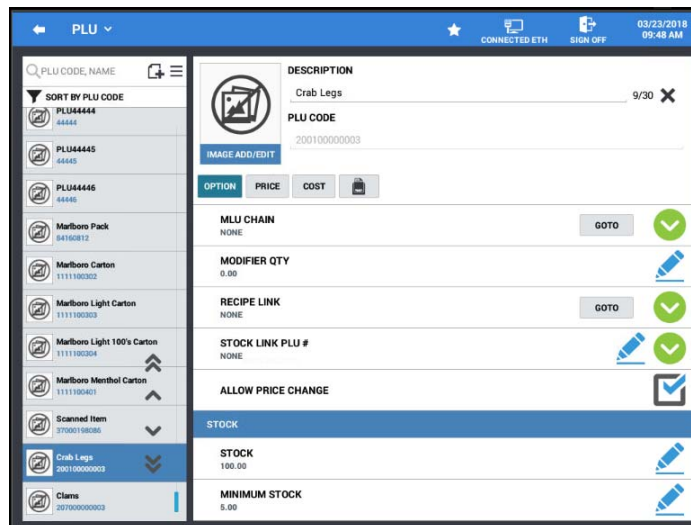 PLU
CONNECTED ETH
SIGN OFF
03/23/2018
09:48 AM
PLU CODE, NAME
SORT BY PLU CODE
PLU44444
44444
PLU44445
44445
PLU44446
44446
Marlboro Pack
84160812
Marlboro Carton
1111100302
Marlboro Light Carton
1111100303
Marlboro Light 100's Carton
1111100304
Marlboro Menthol Carton
1111100401
Scanned Item
37000198086
Crab Legs
200100000003
Clams
207000000003
IMAGE ADD/EDIT
DESCRIPTION
Crab Legs
9/30
PLU CODE
200100000003
OPTION PRICE COST
MLU CHAIN
NONE
GOTO
MODIFIER QTY
0.00
RECIPE LINK
NONE
GOTO
STOCK LINK PLU #
NONE
ALLOW PRICE CHANGE
STOCK
STOCK
100.00
MINIMUM STOCK
5.00